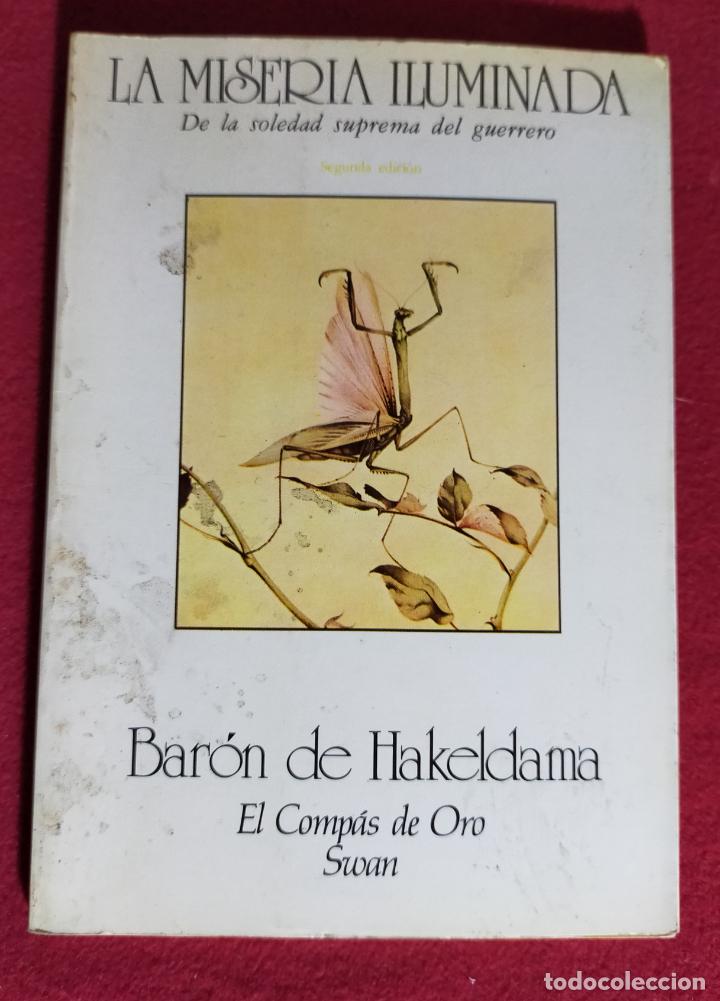 LA MISERIA ILUMINADA
De la soledad suprema del guerrero
Segunda edición
Barón de Hakeldama
El Compás de Oro
Swan
todocoleccion